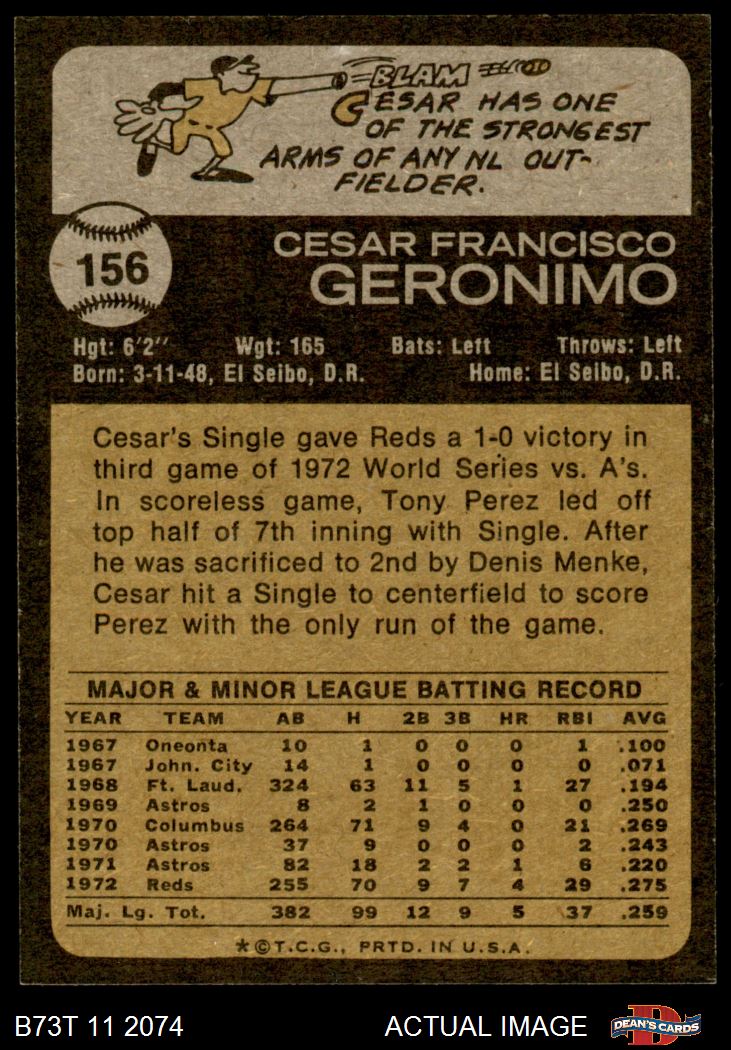 BLAM
CESAR HAS ONE
OF THE STRONGEST
ARMS OF ANY NL OUT-
FIELDER.
156
CESAR FRANCISCO
GERONIMO
Hgt: 6'2" Wgt: 165 Bats: Left Throws: Left
Born: 3-11-48, El Seibo, D.R. Home: El Seibo, D.R.
Cesar's Single gave Reds a 1-0 victory in
third game of 1972 World Series vs. A's.
In scoreless game, Tony Perez led off
top half of 7th inning with Single. After
he was sacrificed to 2nd by Denis Menke,
Cesar hit a Single to centerfield to score
Perez with the only run of the game.
MAJOR & MINOR LEAGUE BATTING RECORD
YEAR TEAM AB H 2B 3B HR RBI AVG
1967 Oneonta 10 1 0 0 0 1 .100
1967 John. City 14 1 0 0 0 0 .071
1968 Ft. Laud. 324 63 11 5 1 27 .194
1969 Astros 8 2 1 0 0 0 .250
1970 Columbus 264 71 9 4 0 21 .269
1970 Astros 37 9 0 0 0 2 .243
1971 Astros 82 18 2 2 1 6 .220
1972 Reds 255 70 9 7 4 29 .275
Maj. Lg. Tot. 382 99 12 9 5 37 .259
*©T.C.G., PRTD. IN U.S.A.
B73T 11 2074 ACTUAL IMAGE
D
DEAN'S CARDS